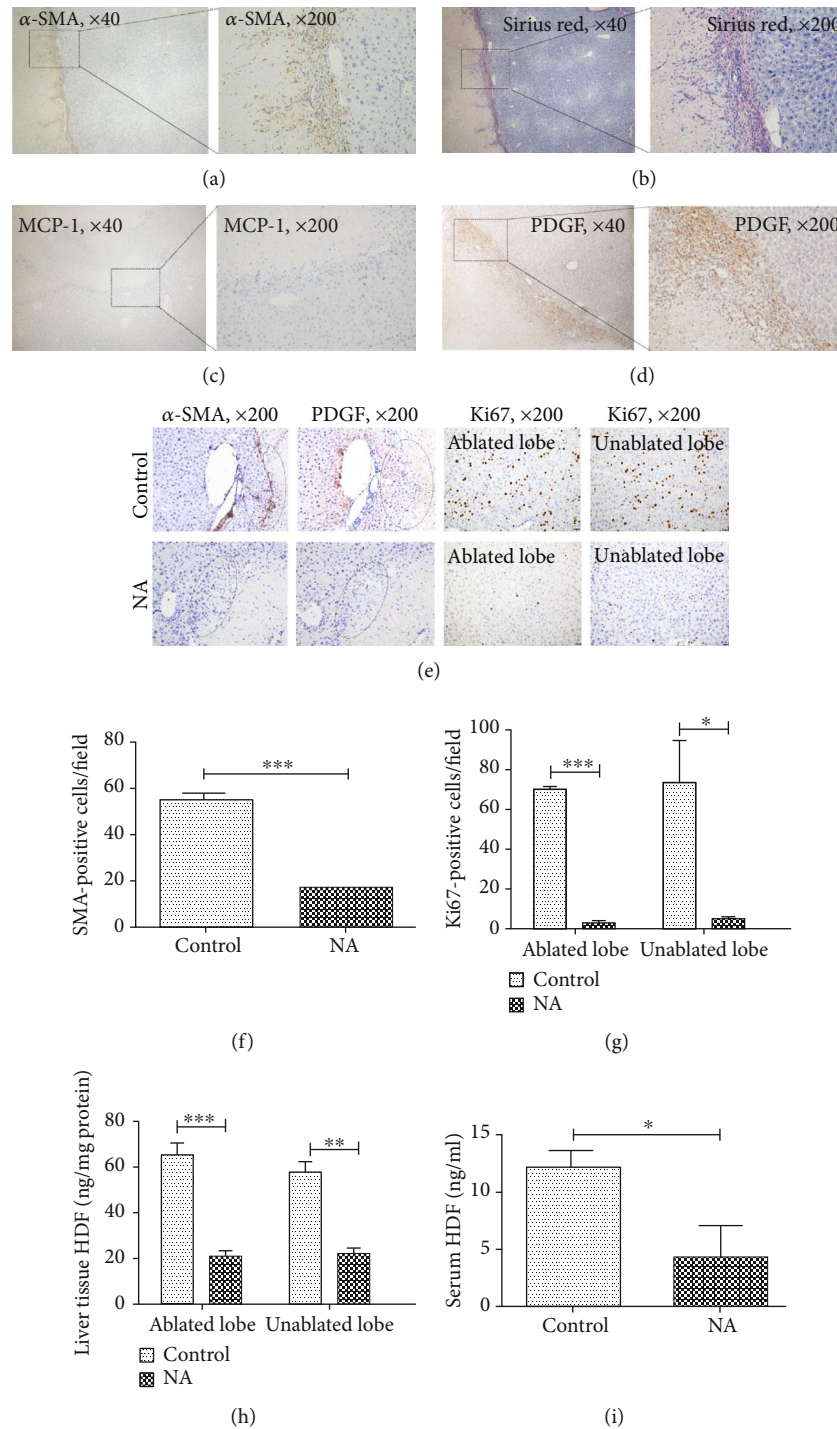 α-SMA, ×40
α-SMA, ×200
Sirius red, ×40
Sirius red, ×200
(a)
(b)
MCP-1, ×40
MCP-1, ×200
PDGF, ×40
PDGF, ×200
(c)
(d)
α-SMA, ×200
PDGF, ×200
Ki67, ×200
Ki67, ×200
Control
Ablated lobe
Unablated lobe
NA
Ablated lobe
Unablated lobe
(e)
SMA-positive cells/field
80
60
40
20
0
***
Control
NA
(f)
Ki67-positive cells/field
100
80
60
40
20
0
***
*
Ablated lobe
Unablated lobe
Control
NA
(g)
Liver tissue HDF (ng/mg protein)
80
60
40
20
0
***
**
Ablated lobe
Unablated lobe
Control
NA
(h)
Serum HDF (ng/ml)
15
10
5
0
*
Control
NA
(i)